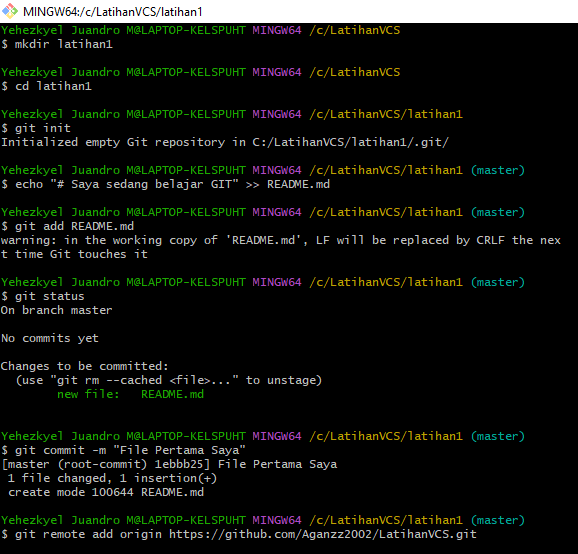 MINGW64:/c/LatihanVCS/latihan1
Yehezkyel Juandro M@LAPTOP-KELSPUHT MINGW64 /c/LatihanVCS
$ mkdir latihan1
Yehezkyel Juandro M@LAPTOP-KELSPUHT MINGW64 /c/LatihanVCS
$ cd latihan1
Yehezkyel Juandro M@LAPTOP-KELSPUHT MINGW64 /c/LatihanVCS/latihan1
$ git init
Initialized empty Git repository in C:/LatihanVCS/latihan1/.git/
Yehezkyel Juandro M@LAPTOP-KELSPUHT MINGW64 /c/LatihanVCS/latihan1 (master)
$ echo "# Saya sedang belajar GIT" >> README.md
Yehezkyel Juandro M@LAPTOP-KELSPUHT MINGW64 /c/LatihanVCS/latihan1 (master)
$ git add README.md
warning: in the working copy of 'README.md', LF will be replaced by CRLF the nex
t time Git touches it
Yehezkyel Juandro M@LAPTOP-KELSPUHT MINGW64 /c/LatihanVCS/latihan1 (master)
$ git status
On branch master
No commits yet
Changes to be committed:
  (use "git rm --cached <file>..." to unstage)
        new file:   README.md
Yehezkyel Juandro M@LAPTOP-KELSPUHT MINGW64 /c/LatihanVCS/latihan1 (master)
$ git commit -m "File Pertama Saya"
[master (root-commit) 1ebbb25] File Pertama Saya
 1 file changed, 1 insertion(+)
 create mode 100644 README.md
Yehezkyel Juandro M@LAPTOP-KELSPUHT MINGW64 /c/LatihanVCS/latihan1 (master)
$ git remote add origin https://github.com/Aganzz2002/LatihanVCS.git